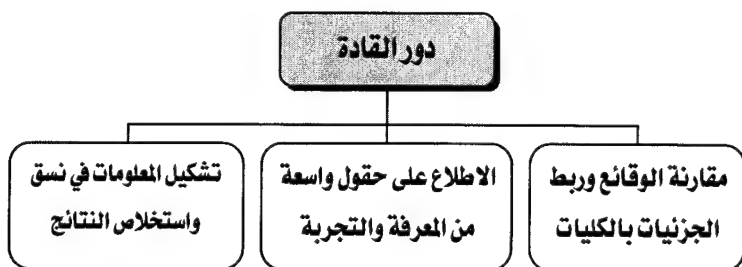 دور القادة
مقارنة الوقائع وربط
الجزئيات بالكليات
الاطلاع على حقول واسعة
من المعرفة والتجربة
تشكيل المعلومات في نسق
واستخلاص النتائج